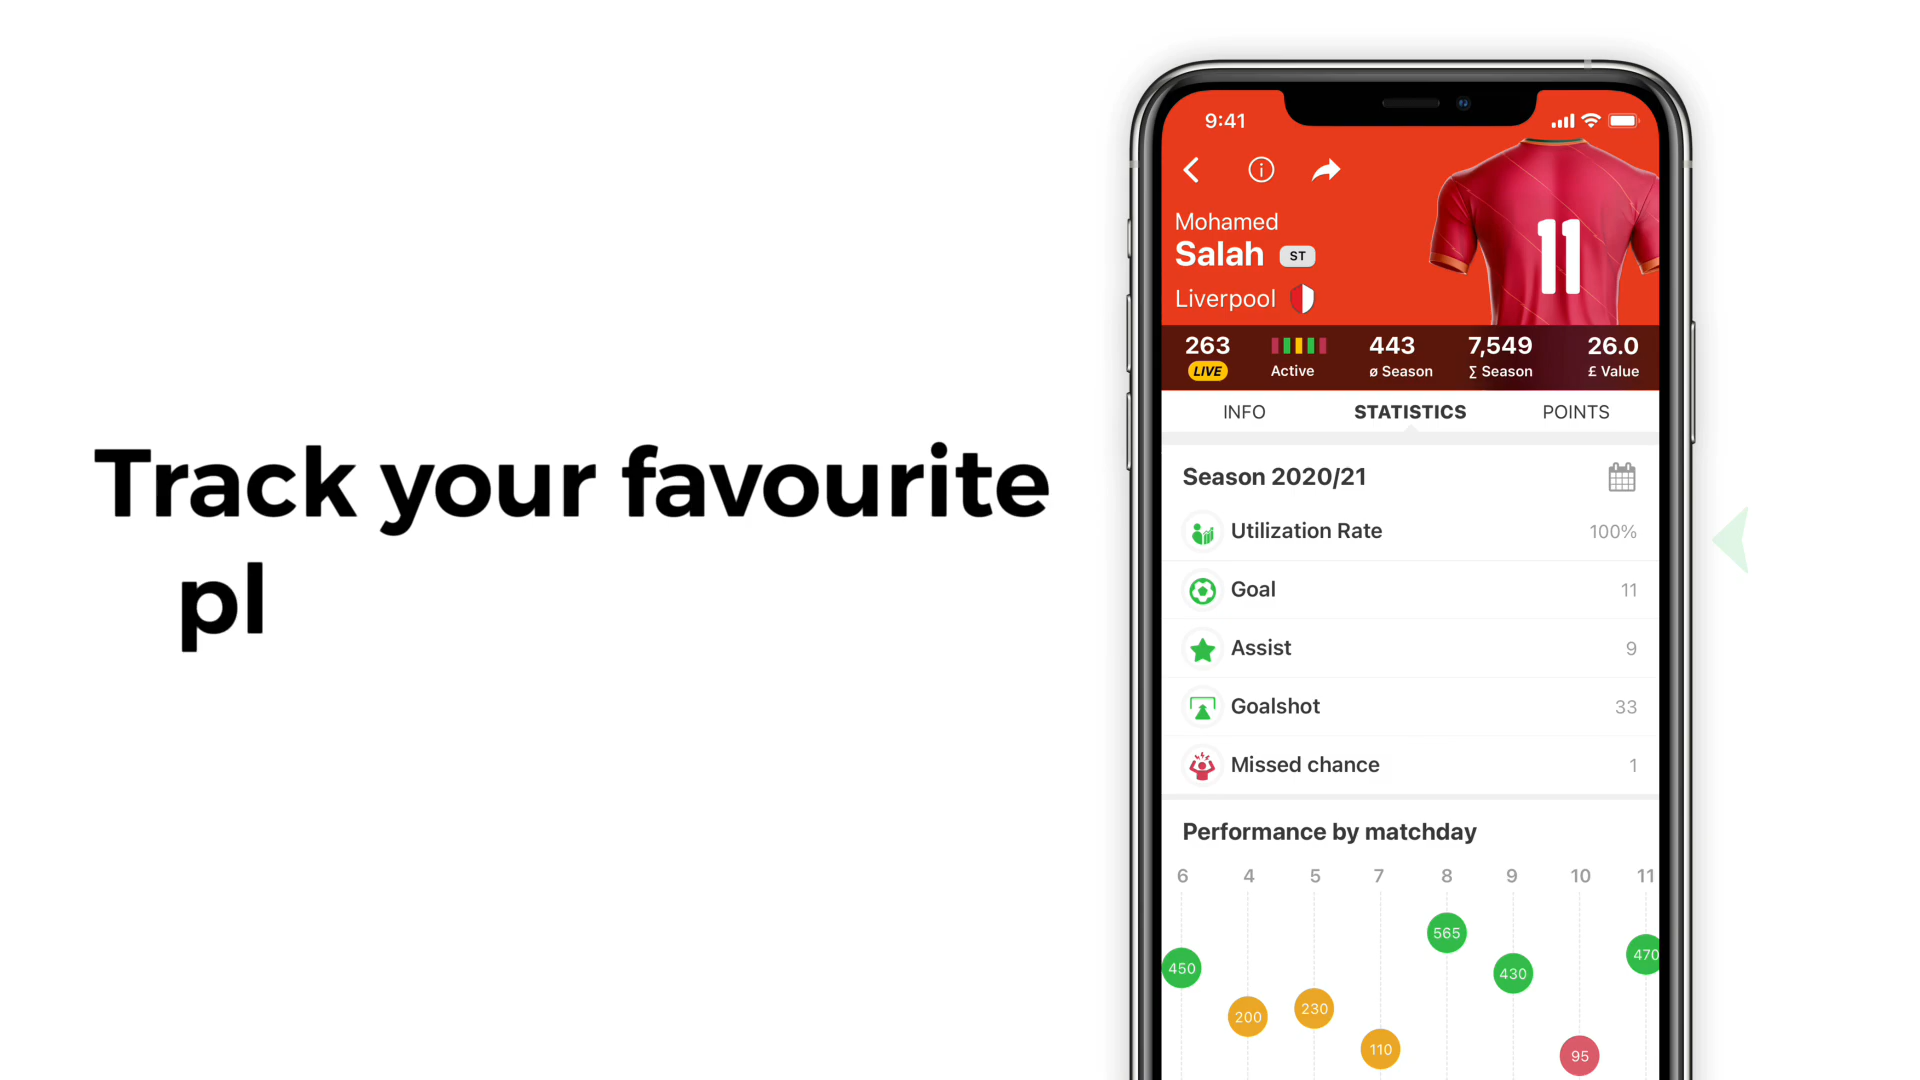 Track your favourite
pl
9:41
Mohamed
Salah ST
Liverpool
11
263 443 7,549 26.0
LIVE Active ø Season ∑ Season £ Value
INFO STATISTICS POINTS
Season 2020/21
Utilization Rate 100%
Goal 11
Assist 9
Goalshot 33
Missed chance 1
Performance by matchday
6 4 5 7 8 9 10 11
565
470
450
430
230
200
110
95